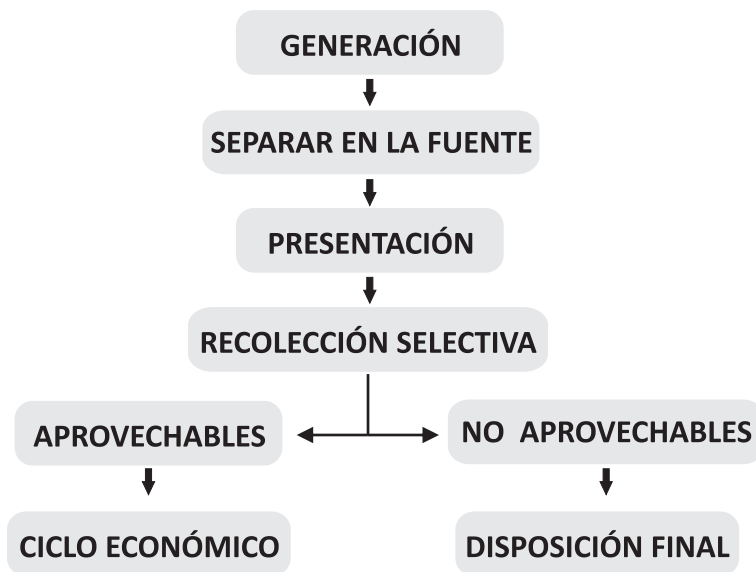 GENERACIÓN
SEPARAR EN LA FUENTE
PRESENTACIÓN
RECOLECCIÓN SELECTIVA
APROVECHABLES
NO APROVECHABLES
CICLO ECONÓMICO
DISPOSICIÓN FINAL